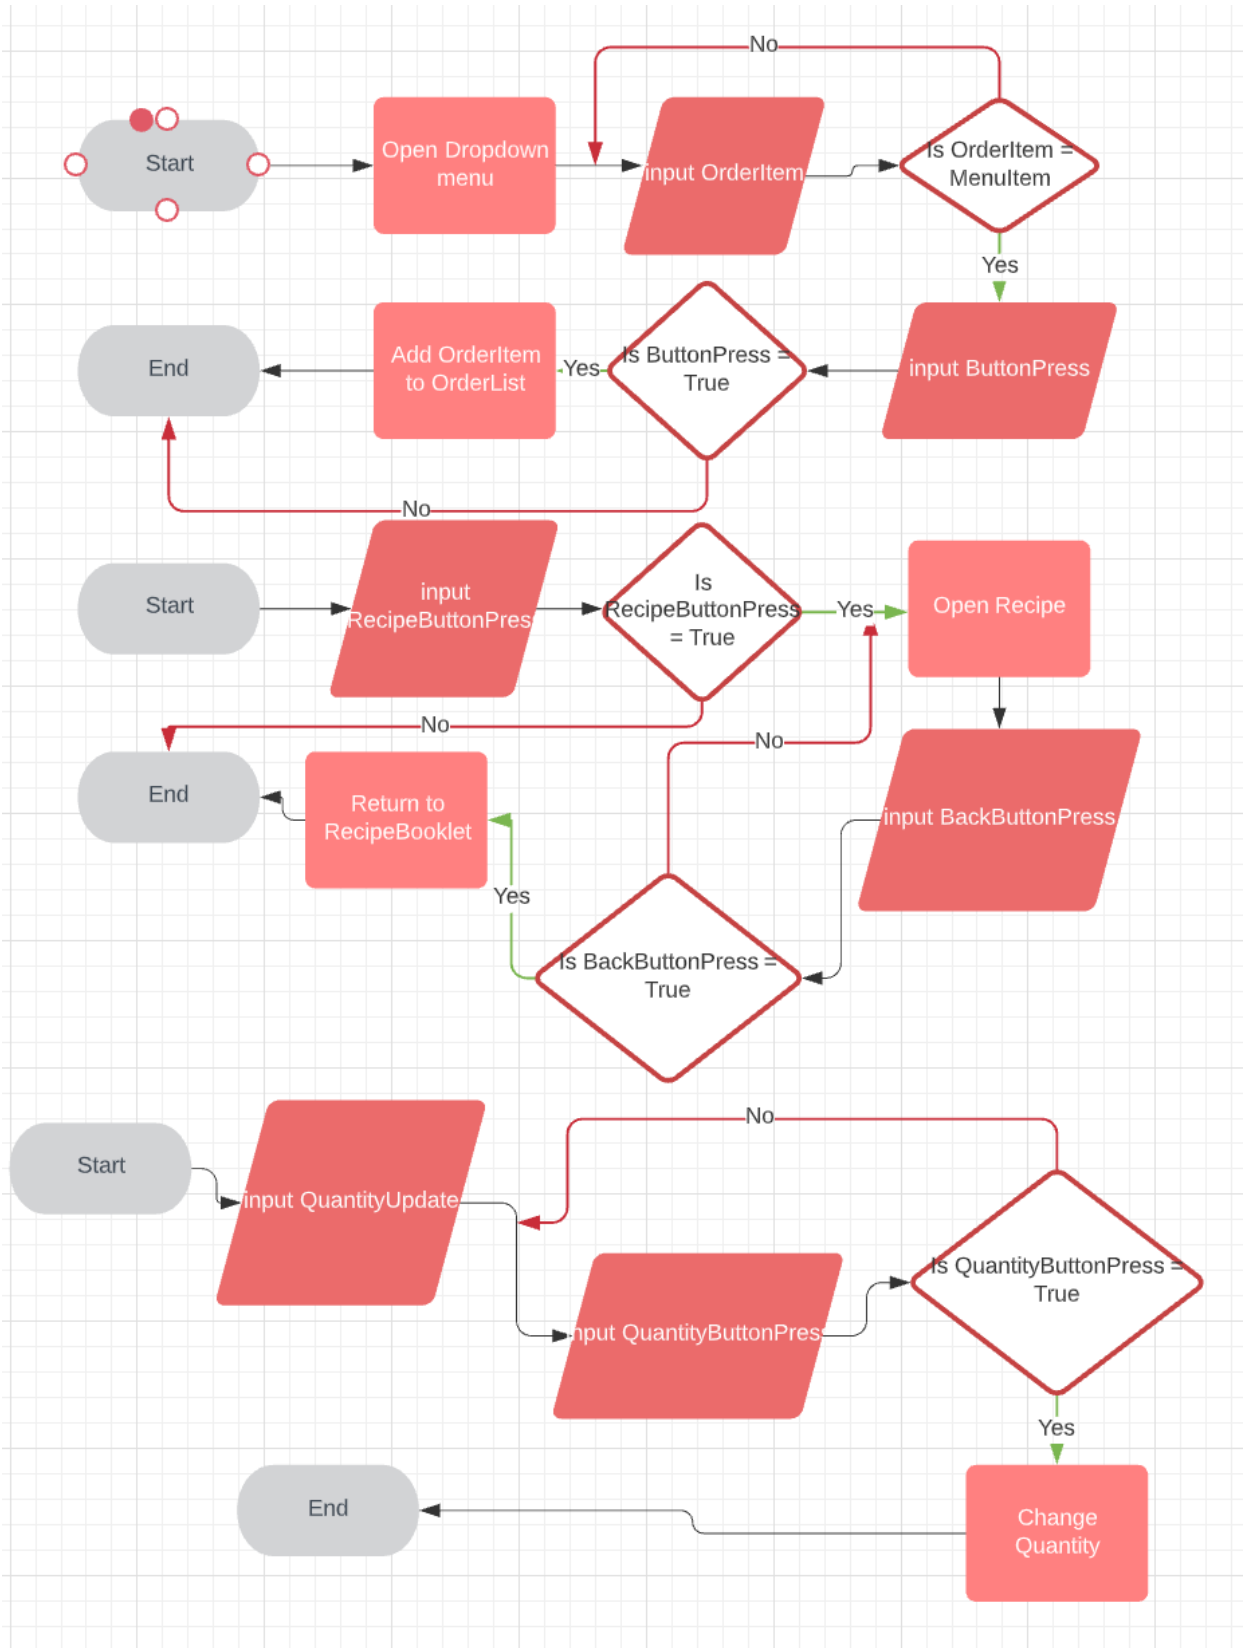 No
Start
Open Dropdown
menu
input OrderItem
Is OrderItem =
MenuItem
Yes
End
Add OrderItem
to OrderList
Yes
Is ButtonPress =
True
input ButtonPress
No
Start
input
RecipeButtonPres
Is
RecipeButtonPress
= True
Yes
Open Recipe
No
No
End
Return to
RecipeBooklet
input BackButtonPress
Yes
Is BackButtonPress =
True
No
Start
input QuantityUpdate
Is QuantityButtonPress =
True
nput QuantityButtonPress
Yes
End
Change
Quantity